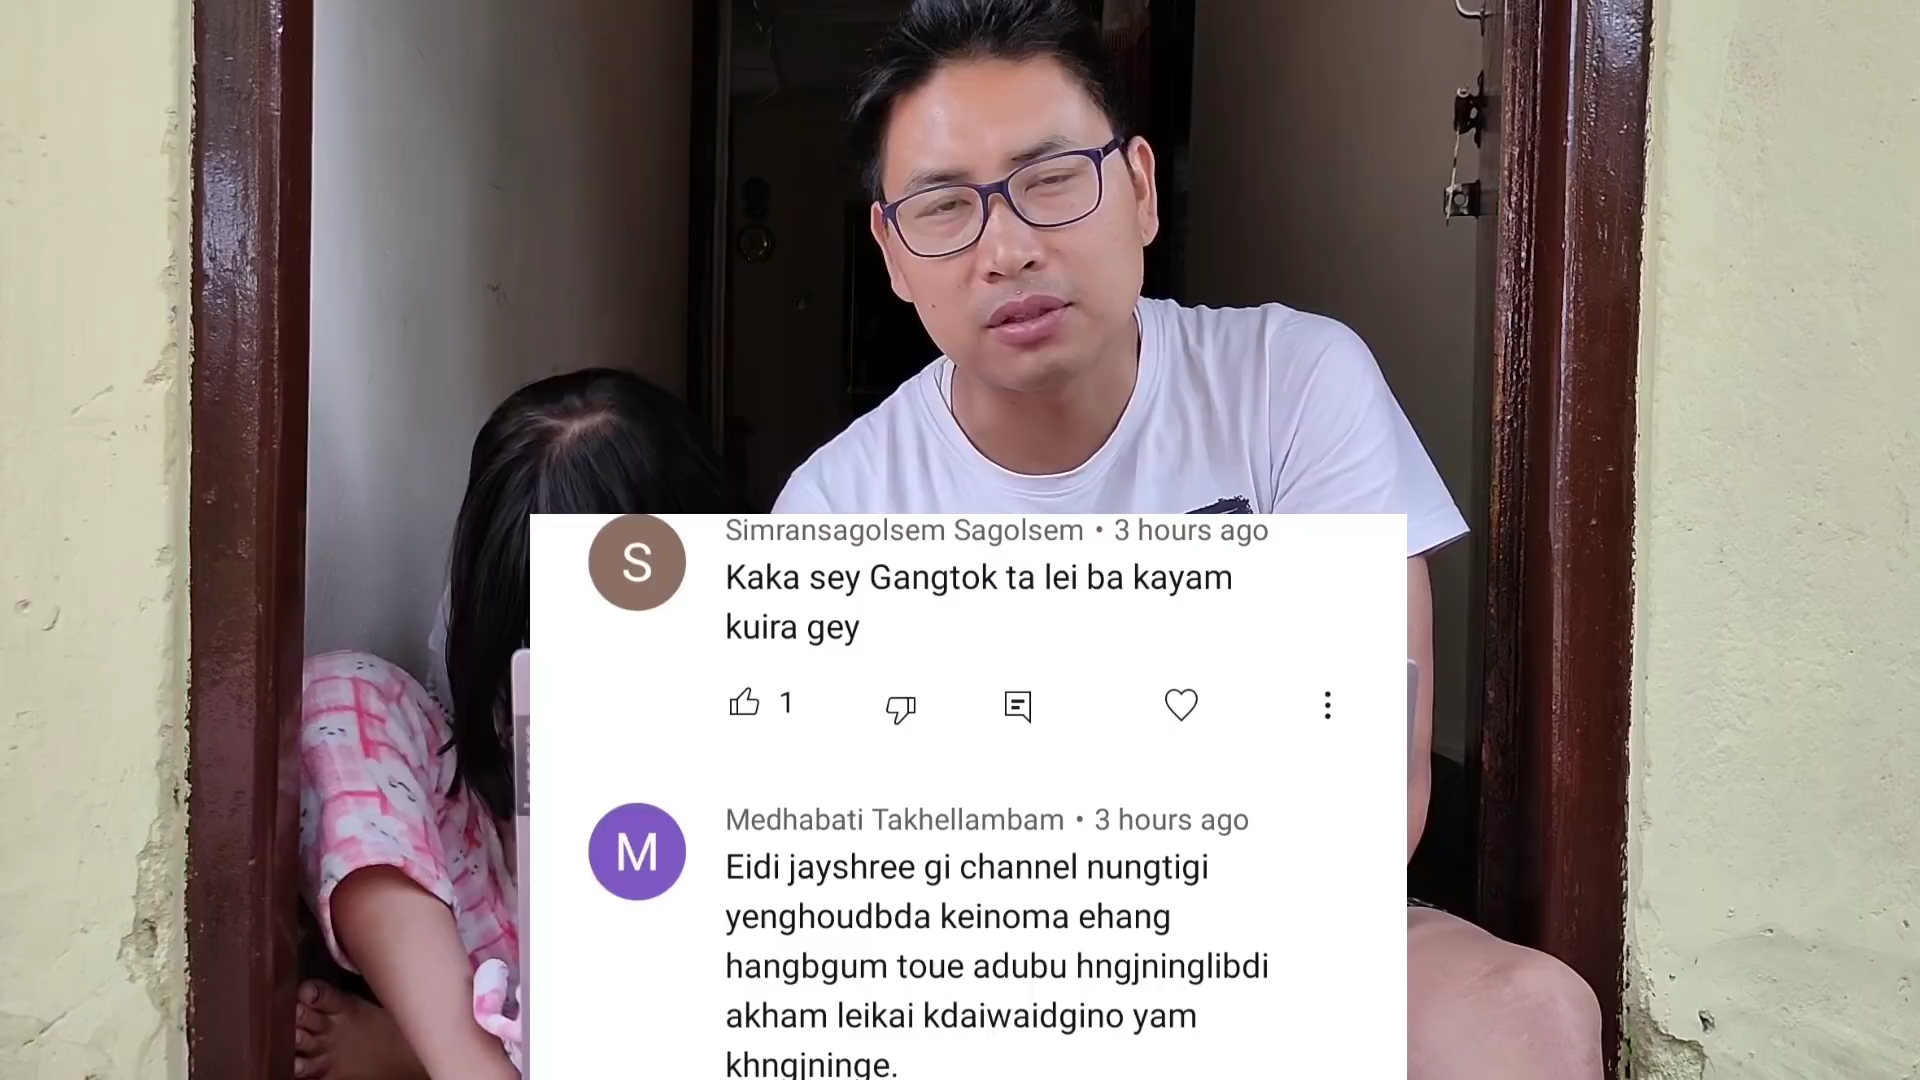 S
Simransagolsem Sagolsem • 3 hours ago
Kaka sey Gangtok ta lei ba kayam
kuira gey
1
M
Medhabati Takhellambam • 3 hours ago
Eidi jayshree gi channel nungtigi
yenghoudbda keinoma ehang
hangbgum toue adubu hngjninglibdi
akham leikai kdaiwaidgino yam
khngjninge.